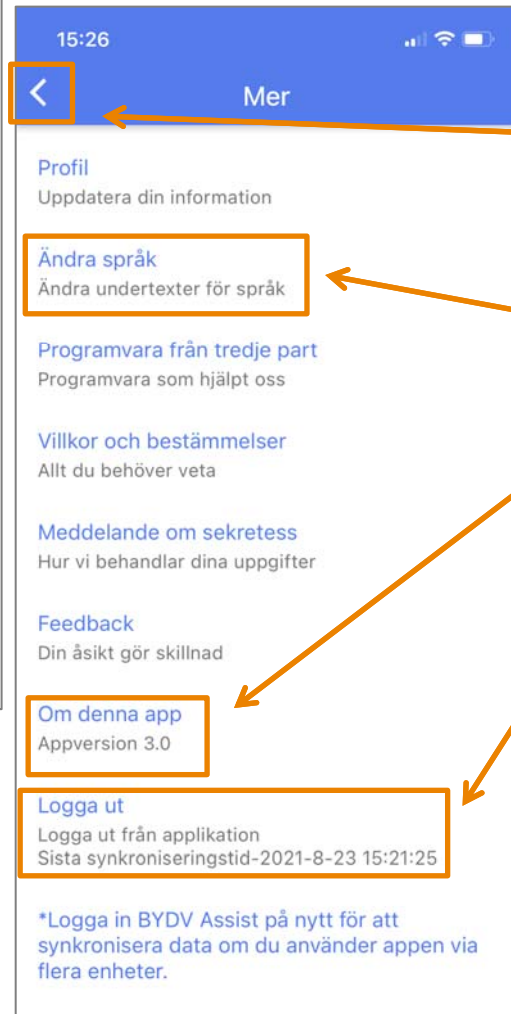 15:26
Mer
Profil
Uppdatera din information
Ändra språk
Ändra undertexter för språk
Programvara från tredje part
Programvara som hjälpt oss
Villkor och bestämmelser
Allt du behöver veta
Meddelande om sekretess
Hur vi behandlar dina uppgifter
Feedback
Din åsikt gör skillnad
Om denna app
Appversion 3.0
Logga ut
Logga ut från applikation
Sista synkroniseringstid-2021-8-23 15:21:25
*Logga in BYDV Assist på nytt för att
synkronisera data om du använder appen via
flera enheter.